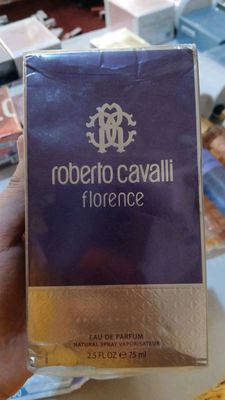 roberto cavalli
florence
EAU DE PARFUM
NATURAL SPRAY VAPORISATEUR
2.5 FL.OZ ℮ 75 ml